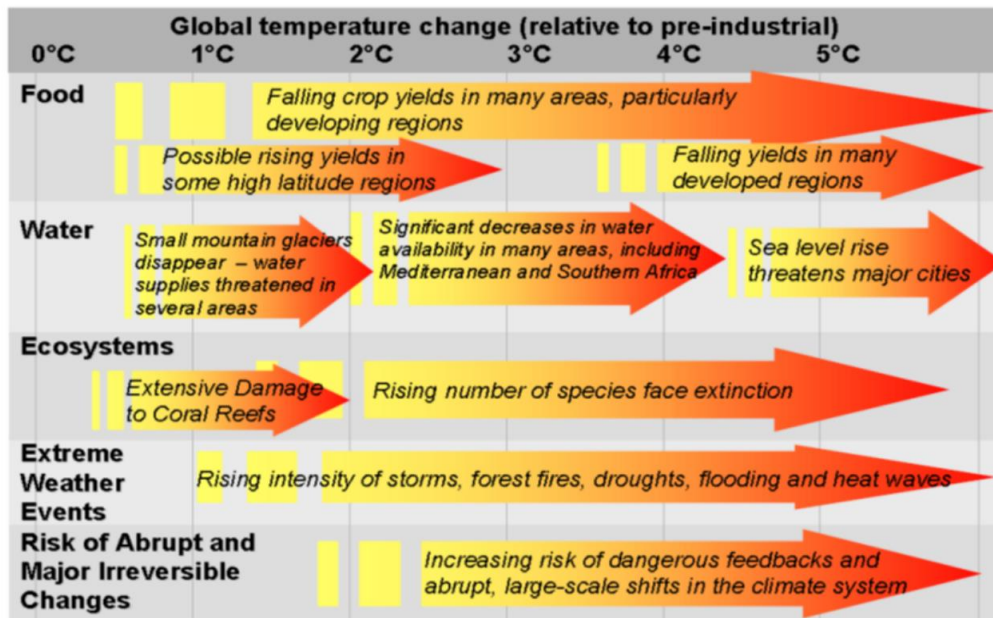 Global temperature change (relative to pre-industrial)
0°C 1°C 2°C 3°C 4°C 5°C
Food
Falling crop yields in many areas, particularly
developing regions
Possible rising yields in
some high latitude regions
Falling yields in many
developed regions
Water
Small mountain glaciers
disappear – water
supplies threatened in
several areas
Significant decreases in water
availability in many areas, including
Mediterranean and Southern Africa
Sea level rise
threatens major cities
Ecosystems
Extensive Damage
to Coral Reefs
Rising number of species face extinction
Extreme
Weather
Events
Rising intensity of storms, forest fires, droughts, flooding and heat waves
Risk of Abrupt and
Major Irreversible
Changes
Increasing risk of dangerous feedbacks and
abrupt, large-scale shifts in the climate system